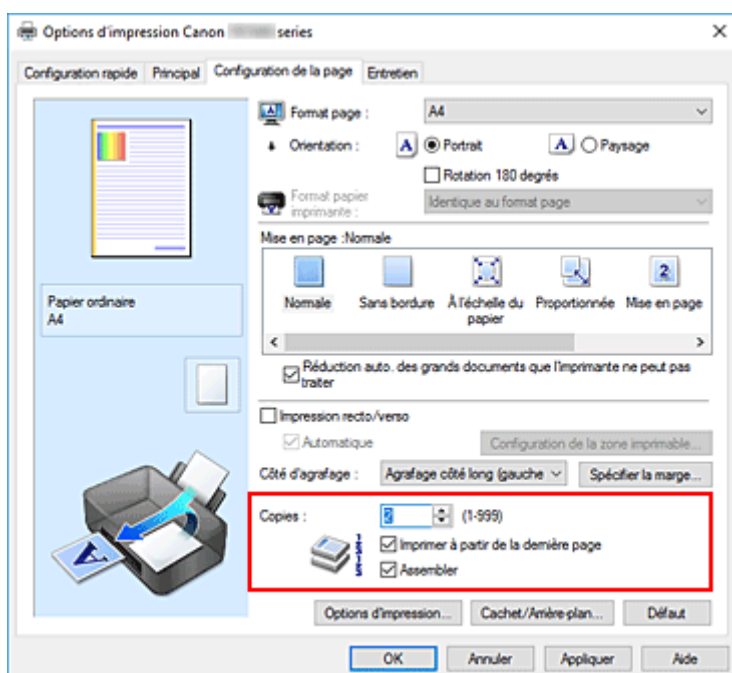 Options d'impression Canon series
Configuration rapide Principal Configuration de la page Entretien
Format page : A4
Orientation : A Portrait A Paysage
Rotation 180 degrés
Format papier
imprimante : Identique au format page
Mise en page :Normale
2
Normale Sans bordure À l'échelle du Proportionnée Mise en page
papier
Papier ordinaire
A4
Réduction auto. des grands documents que l'imprimante ne peut pas
traiter
Impression recto/verso
Automatique Configuration de la zone imprimable...
Côté d'agrafage : Agrafage côté long (gauche Spécifier la marge...
Copies : 2 (1-999)
Imprimer à partir de la dernière page
Assembler
A
Options d'impression... Cachet/Arrière-plan... Défaut
OK Annuler Appliquer Aide